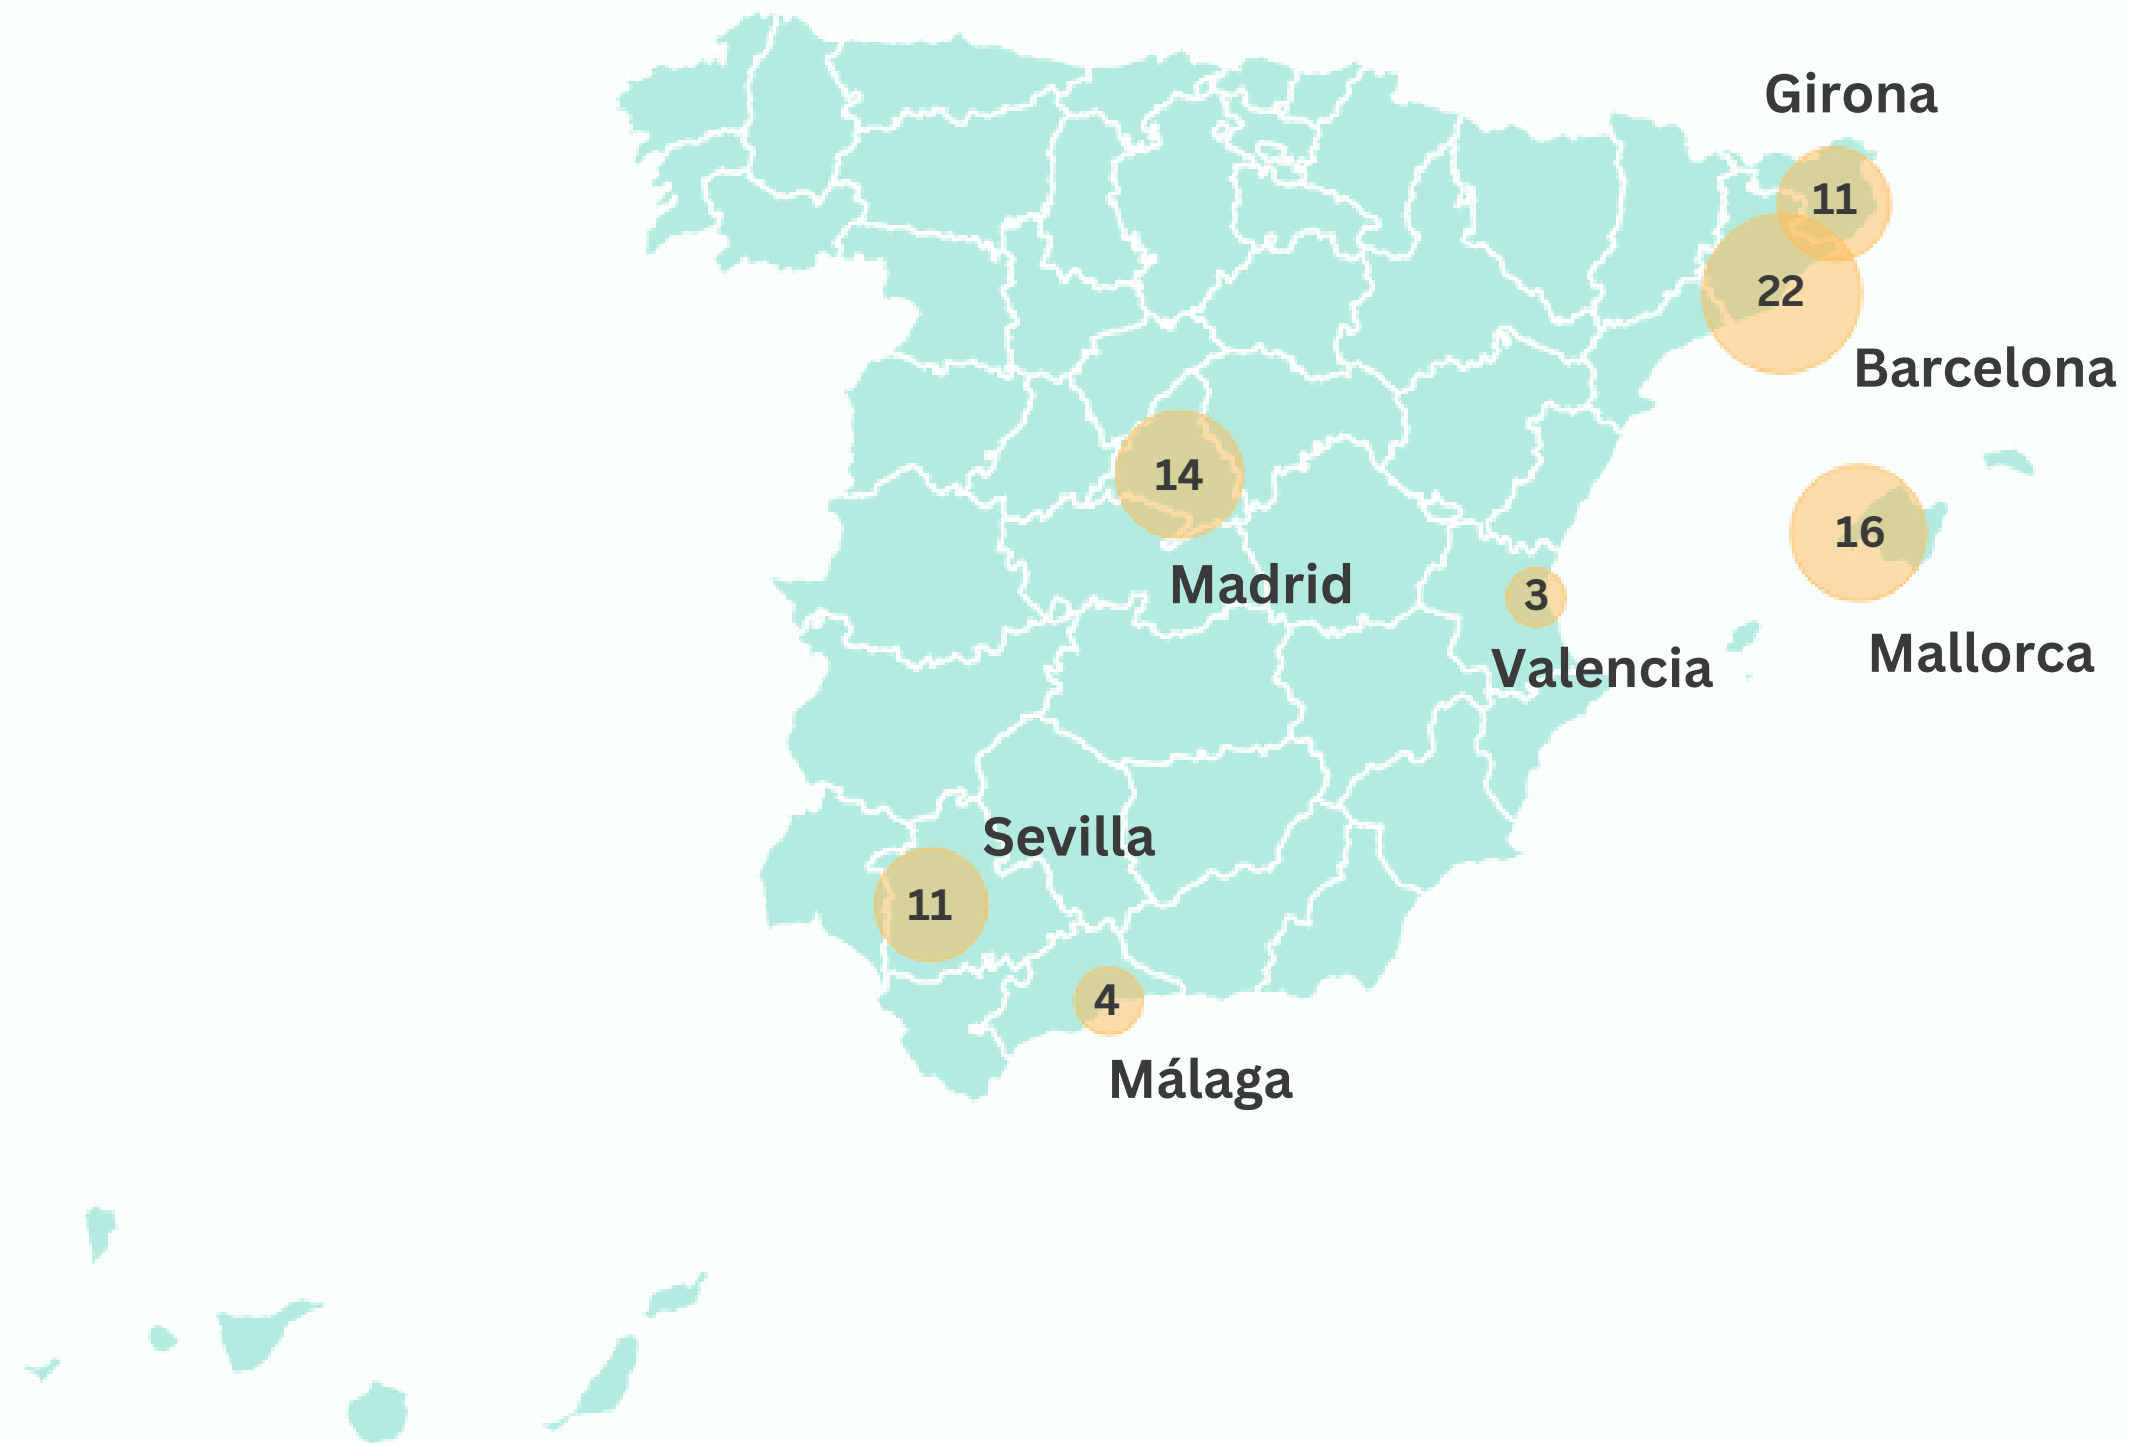 Girona
11
22
Barcelona
14
Madrid
16
Mallorca
3
Valencia
Sevilla
11
4
Málaga